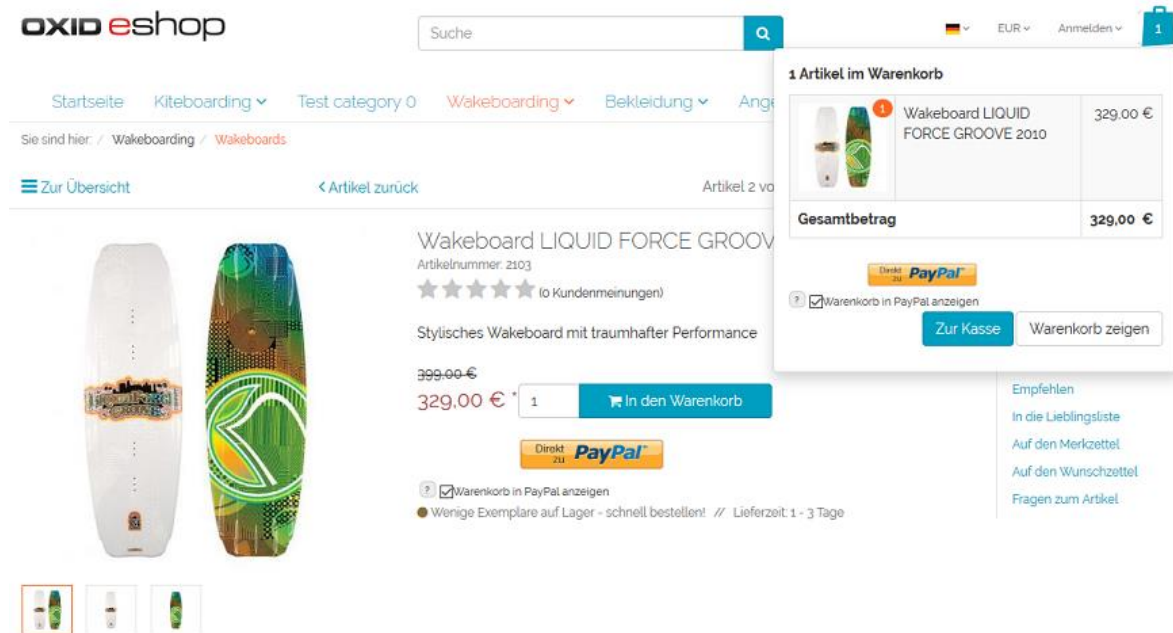 OXID eshop
Suche
EUR
Anmelden
1
Startseite Kiteboarding Test category 0 Wakeboarding Bekleidung Ange
Sie sind hier: / Wakeboarding / Wakeboards
Zur Übersicht
Artikel zurück
Artikel 2 vo
1 Artikel im Warenkorb
1
Wakeboard LIQUID
FORCE GROOVE 2010
329,00 €
Gesamtbetrag 329,00 €
Direkt zu PayPal
? Warenkorb in PayPal anzeigen
Zur Kasse Warenkorb zeigen
Wakeboard LIQUID FORCE GROOV
Artikelnummer: 2103
(0 Kundenmeinungen)
Stylisches Wakeboard mit traumhafter Performance
399,00 €
329,00 € * 1 In den Warenkorb
Direkt zu PayPal
? Warenkorb in PayPal anzeigen
Wenige Exemplare auf Lager - schnell bestellen! // Lieferzeit: 1 - 3 Tage
Empfehlen
In die Lieblingsliste
Auf den Merkzettel
Auf den Wunschzettel
Fragen zum Artikel